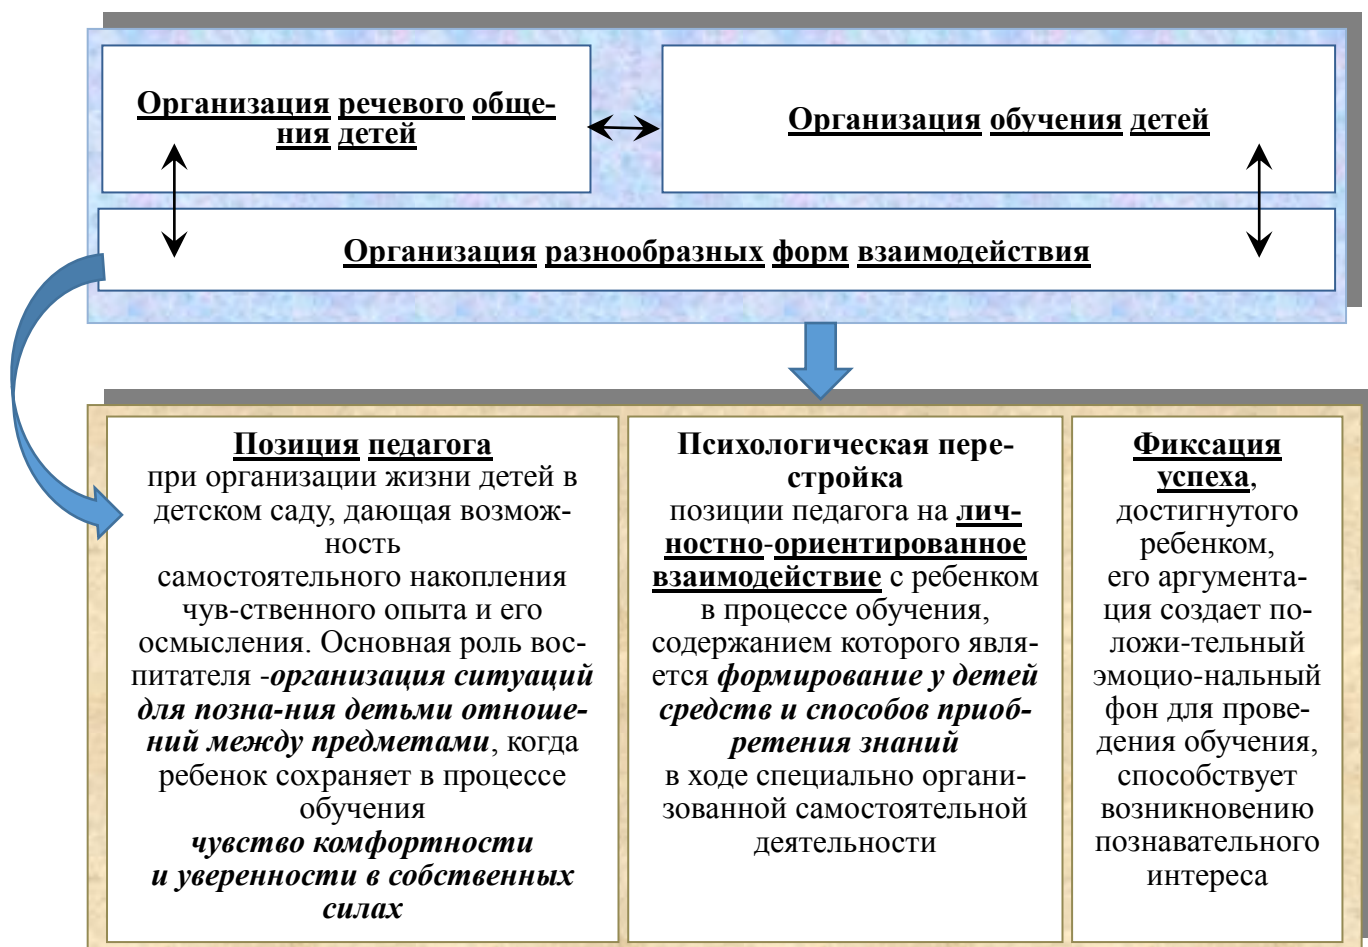 Организация речевого обще-
ния детей
Организация обучения детей
Организация разнообразных форм взаимодействия
Позиция педагога
при организации жизни детей в
детском саду, дающая возмож-
ность
самостоятельного накопления
чув-ственного опыта и его
осмысления. Основная роль вос-
питателя -организация ситуаций
для позна-ния детьми отноше-
ний между предметами, когда
ребенок сохраняет в процессе
обучения
чувство комфортности
и уверенности в собственных
силах
Психологическая пере-
стройка
позиции педагога на лич-
ностно-ориентированное
взаимодействие с ребенком
в процессе обучения,
содержанием которого явля-
ется формирование у детей
средств и способов приоб-
ретения знаний
в ходе специально органи-
зованной самостоятельной
деятельности
Фиксация
успеха,
достигнутого
ребенком,
его аргумента-
ция создает по-
ложи-тельный
эмоцио-нальный
фон для прове-
дения обучения,
способствует
возникновению
познавательного
интереса